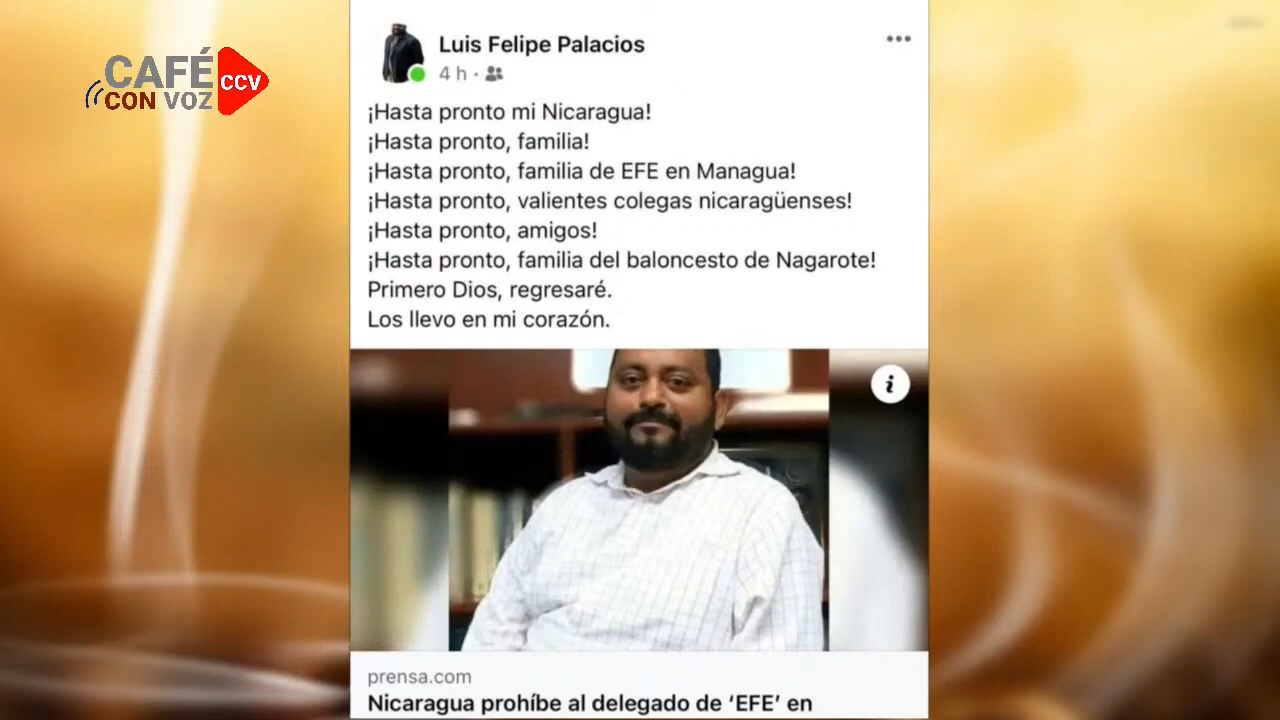 CAFÉ
CON VOZ
CCV
Luis Felipe Palacios
4 h ·
¡Hasta pronto mi Nicaragua!
¡Hasta pronto, familia!
¡Hasta pronto, familia de EFE en Managua!
¡Hasta pronto, valientes colegas nicaragüenses!
¡Hasta pronto, amigos!
¡Hasta pronto, familia del baloncesto de Nagarote!
Primero Dios, regresaré.
Los llevo en mi corazón.
prensa.com
Nicaragua prohíbe al delegado de ‘EFE’ en